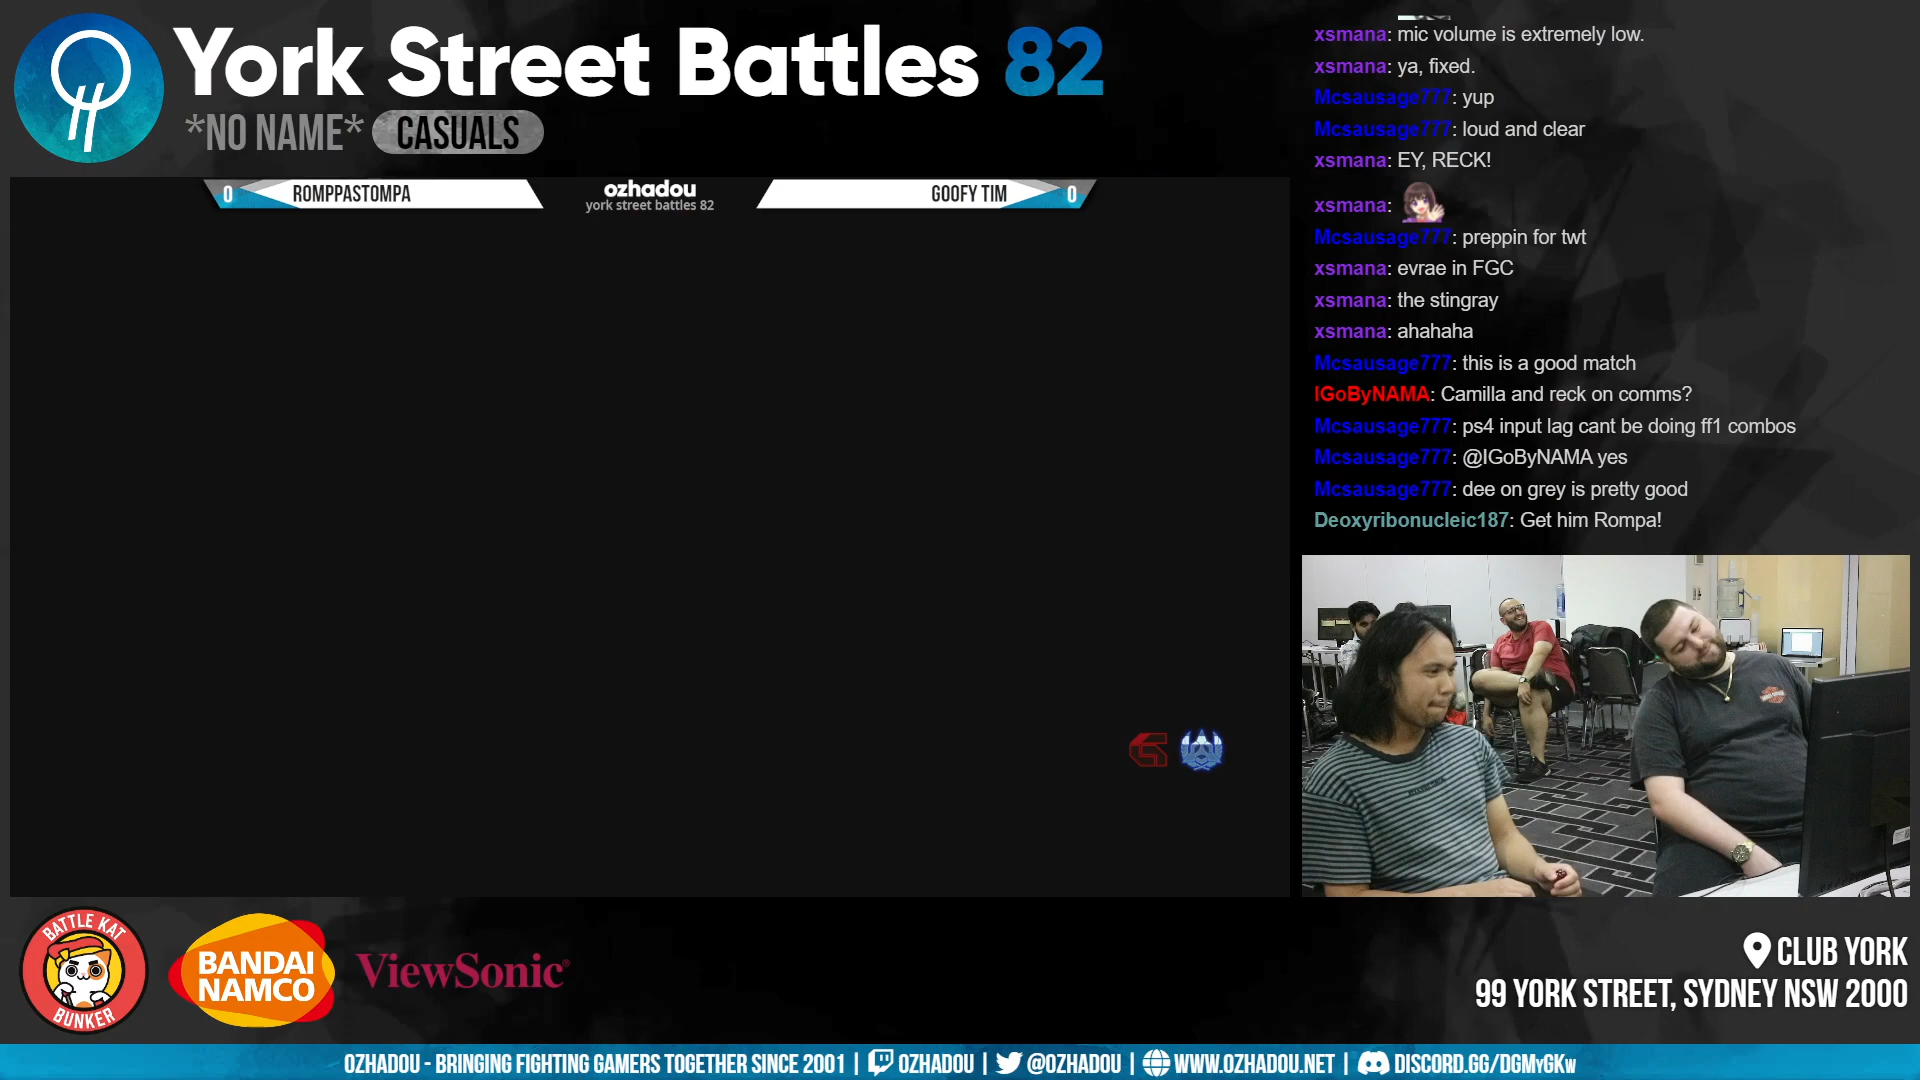 York Street Battles 82
*NO NAME* CASUALS
0 ROMPPASTOMPA
ozhadou
york street battles 82
GOOFY TIM 0
xsmana: mic volume is extremely low.
xsmana: ya, fixed.
Mcsausage777: yup
Mcsausage777: loud and clear
xsmana: EY, RECK!
xsmana:
Mcsausage777: preppin for twt
xsmana: evrae in FGC
xsmana: the stingray
xsmana: ahahaha
Mcsausage777: this is a good match
IGoByNAMA: Camilla and reck on comms?
Mcsausage777: ps4 input lag cant be doing ff1 combos
Mcsausage777: @IGoByNAMA yes
Mcsausage777: dee on grey is pretty good
Deoxyribonucleic187: Get him Rompa!
BATTLE KAT
BUNKER
BANDAI
NAMCO
ViewSonic®
CLUB YORK
99 YORK STREET, SYDNEY NSW 2000
OZHADOU - BRINGING FIGHTING GAMERS TOGETHER SINCE 2001 | OZHADOU | @OZHADOU | WWW.OZHADOU.NET | DISCORD.GG/DGMYGKW